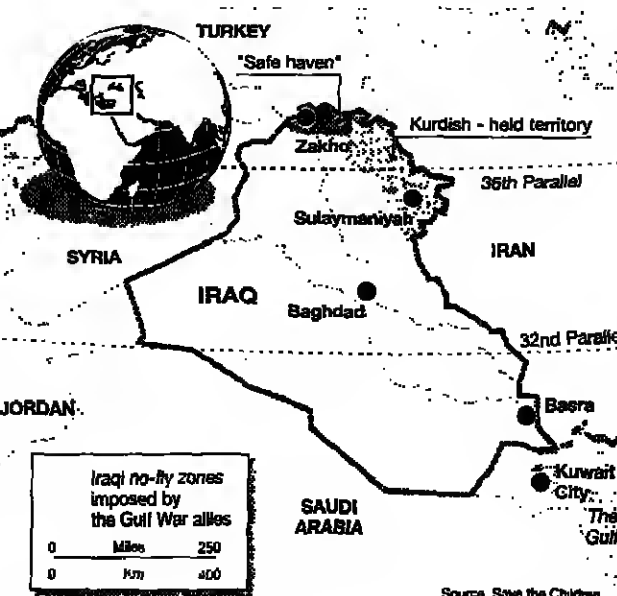 TURKEY
"Safe haven"
Kurdish - held territory
Zakho
36th Parallel
Sulaymaniyah
SYRIA
IRAN
IRAQ
Baghdad
32nd Paralle
JORDAN
Basra
Kuwait
City
The
Gulf
SAUDI
ARABIA
Iraqi no-fly zones
imposed by
the Gulf War allies
0 Miles 250
0 Km 400
Source Save the Children